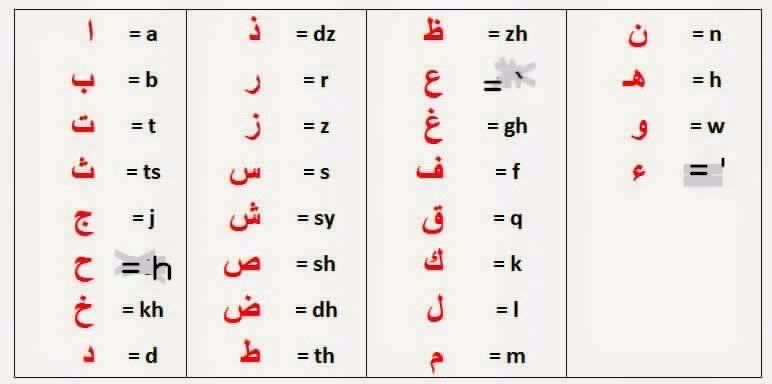 ا = a
ب = b
ت = t
ث = ts
ج = j
ح = h
خ = kh
د = d
ذ = dz
ر = r
ز = z
س = s
ش = sy
ص = sh
ض = dh
ط = th
ظ = zh
ع = `
غ = gh
ف = f
ق = q
ك = k
ل = l
م = m
ن = n
هـ = h
و = w
ء = '